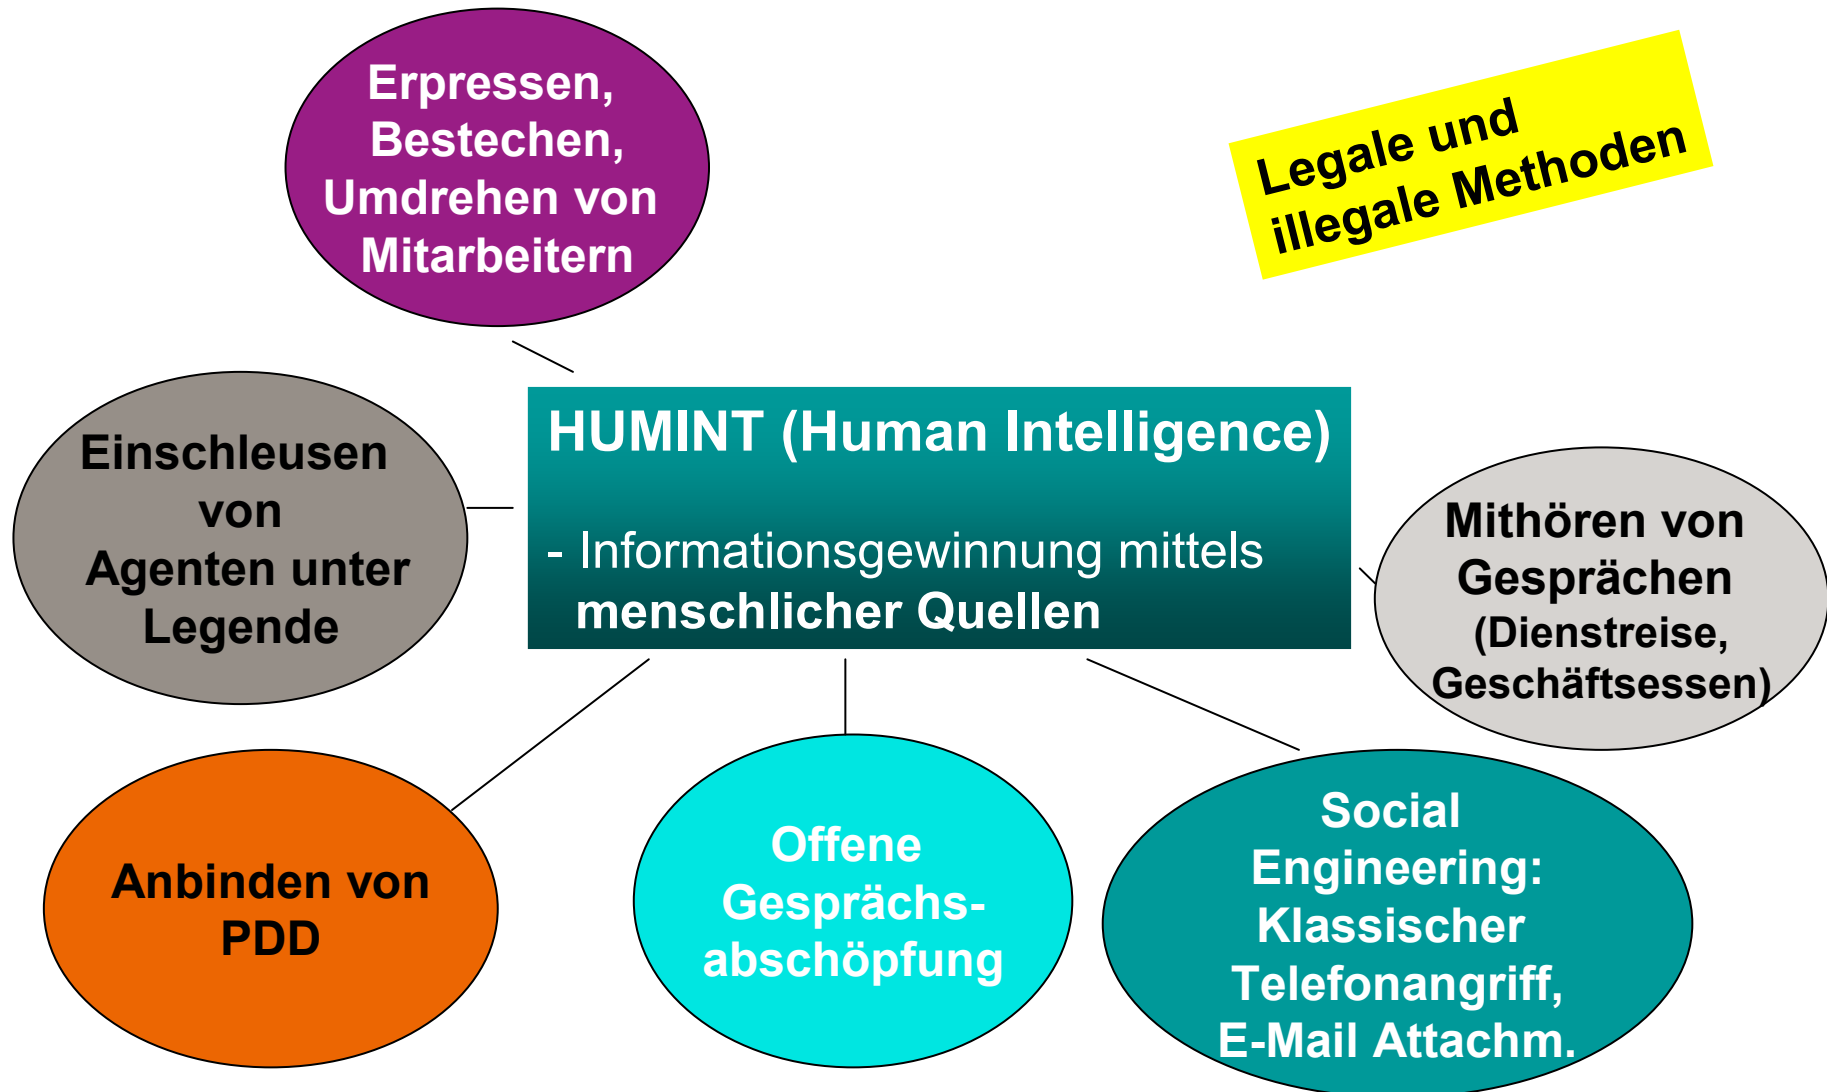 Erpressen,
Bestechen,
Umdrehen von
Mitarbeitern
Legale und
illegale Methoden
HUMINT (Human Intelligence)
- Informationsgewinnung mittels
menschlicher Quellen
Einschleusen
von
Agenten unter
Legende
Mithören von
Gesprächen
(Dienstreise,
Geschäftsessen)
Anbinden von
PDD
Offene
Gesprächs-
abschöpfung
Social
Engineering:
Klassischer
Telefonangriff,
E-Mail Attachm.